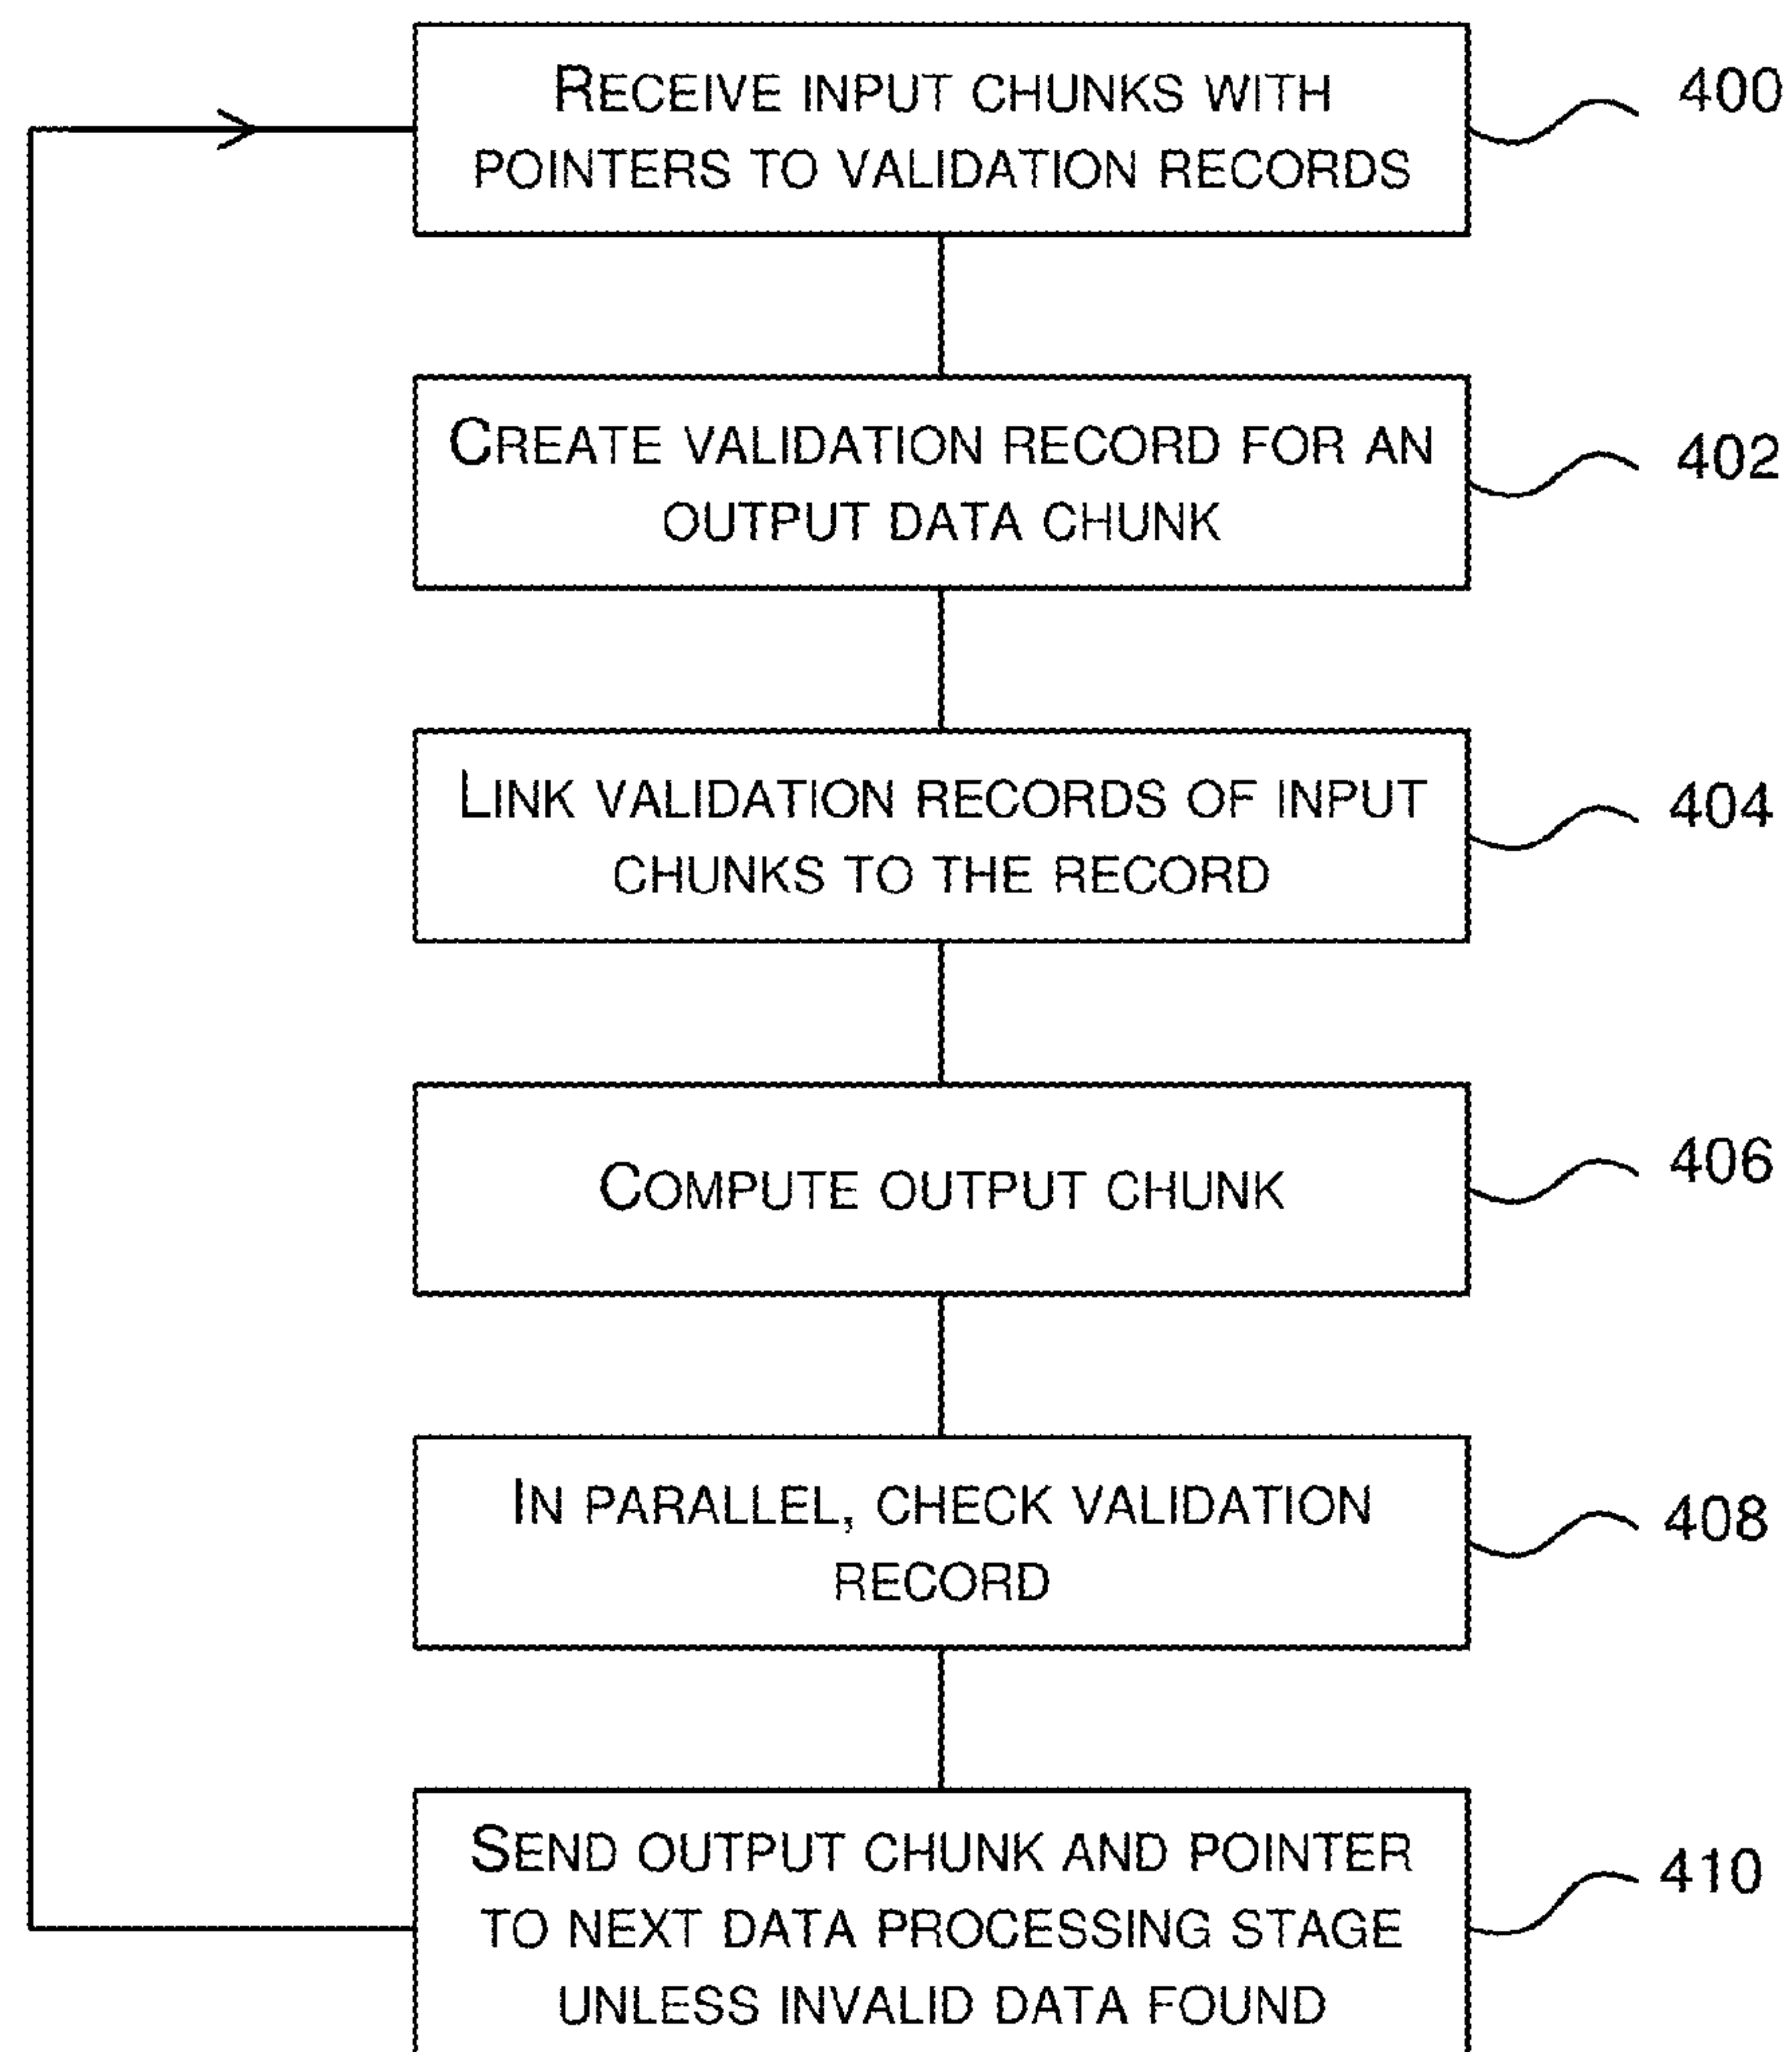 RECEIVE INPUT CHUNKS WITH
POINTERS TO VALIDATION RECORDS
400
CREATE VALIDATION RECORD FOR AN
OUTPUT DATA CHUNK
402
LINK VALIDATION RECORDS OF INPUT
CHUNKS TO THE RECORD
404
COMPUTE OUTPUT CHUNK
406
IN PARALLEL, CHECK VALIDATION
RECORD
408
SEND OUTPUT CHUNK AND POINTER
TO NEXT DATA PROCESSING STAGE
UNLESS INVALID DATA FOUND
410